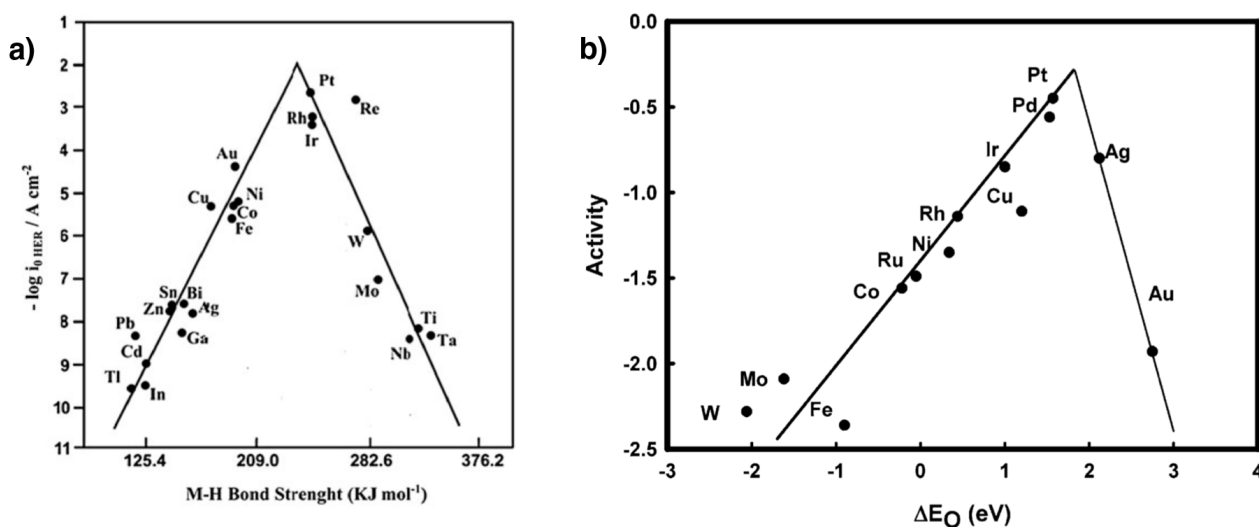 a)
1
2
3
4
5
6
7
8
9
10
11
- log i₀ HER / A cm⁻²
Pt
Re
Rh
Ir
Au
Cu
Ni
Co
Fe
W
Mo
Sn
Bi
Zn
Ag
Pb
Ga
Cd
Tl
In
Ti
Ta
Nb
125.4
209.0
282.6
376.2
M-H Bond Strenght (KJ mol⁻¹)
b)
0.0
-0.5
-1.0
-1.5
-2.0
-2.5
Activity
Pt
Pd
Ag
Ir
Cu
Rh
Ni
Ru
Co
Au
Mo
W
Fe
-3
-2
-1
0
1
2
3
4
ΔE_O (eV)